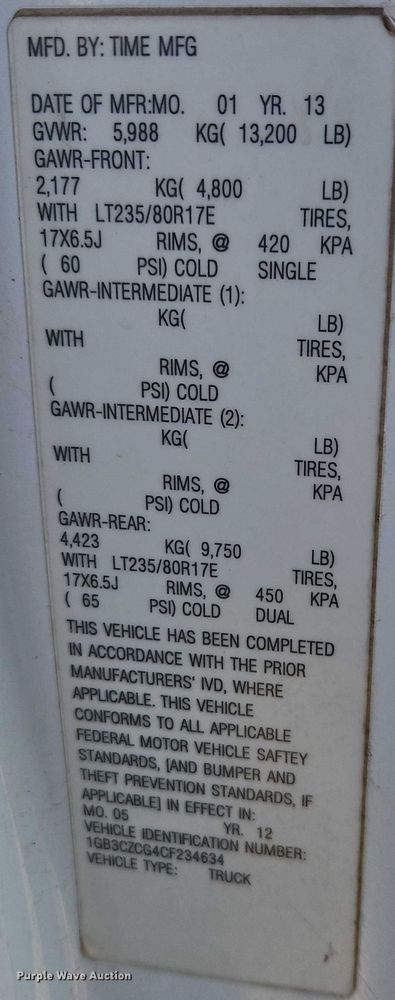 MFD. BY: TIME MFG
DATE OF MFR:MO. 01 YR. 13
GVWR: 5,988 KG( 13,200 LB)
GAWR-FRONT:
2,177 KG( 4,800 LB)
WITH LT235/80R17E TIRES,
17X6.5J RIMS, @ 420 KPA
( 60 PSI) COLD SINGLE
GAWR-INTERMEDIATE (1):
KG( LB)
WITH TIRES,
RIMS, @ KPA
( PSI) COLD
GAWR-INTERMEDIATE (2):
KG( LB)
WITH TIRES,
RIMS, @ KPA
( PSI) COLD
GAWR-REAR:
4,423 KG( 9,750 LB)
WITH LT235/80R17E TIRES,
17X6.5J RIMS, @ 450 KPA
( 65 PSI) COLD DUAL
THIS VEHICLE HAS BEEN COMPLETED
IN ACCORDANCE WITH THE PRIOR
MANUFACTURERS' IVD, WHERE
APPLICABLE. THIS VEHICLE
CONFORMS TO ALL APPLICABLE
FEDERAL MOTOR VEHICLE SAFTEY
STANDARDS, [AND BUMPER AND
THEFT PREVENTION STANDARDS, IF
APPLICABLE] IN EFFECT IN:
MO. 05 YR. 12
VEHICLE IDENTIFICATION NUMBER:
1GB3CZCG4CF234634
VEHICLE TYPE: TRUCK
Purple Wave Auction